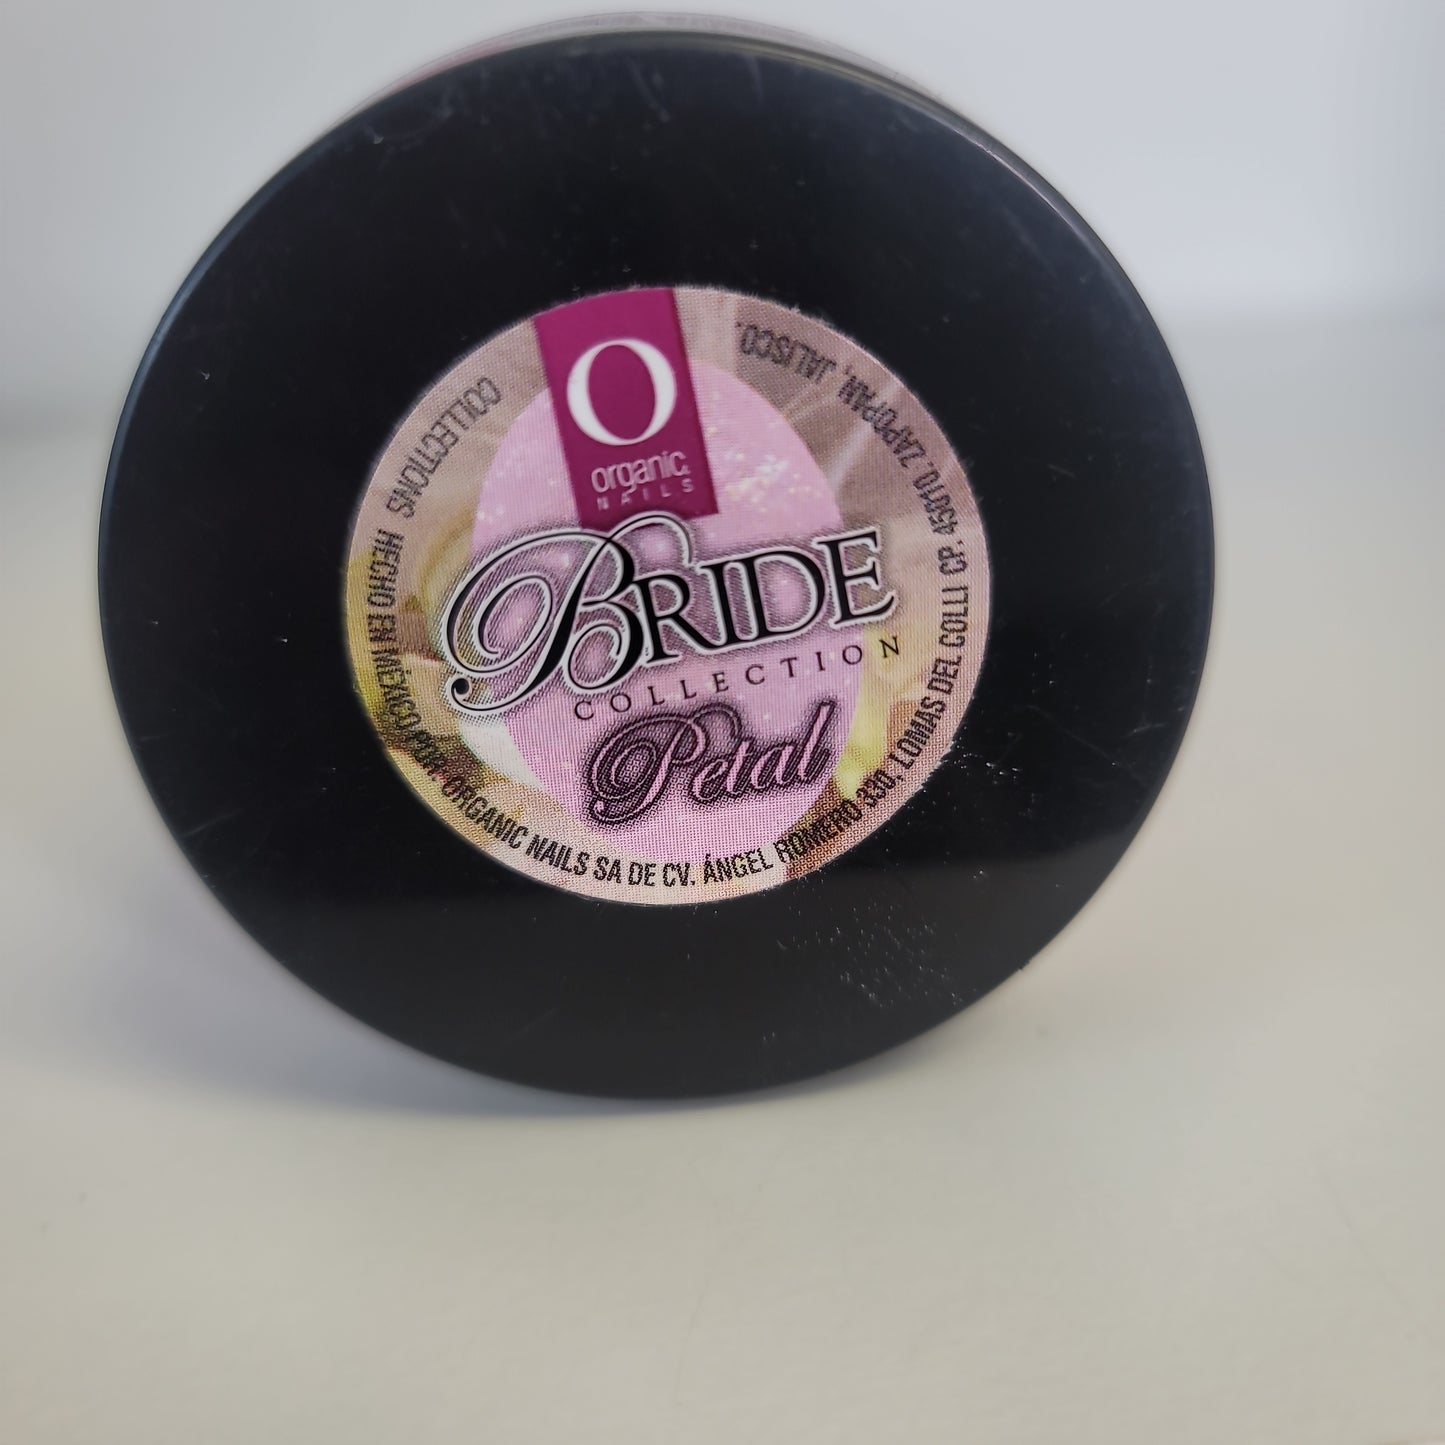 O
organic
NAILS
BRIDE
COLLECTION
Petal
COLLECTIONS HECHO EN MÉXICO POR: ORGANIC NAILS SA DE CV. ÁNGEL ROMERO 330, LOMAS DEL COLLI CP. 45010. ZAPOPAN, JALISCO.